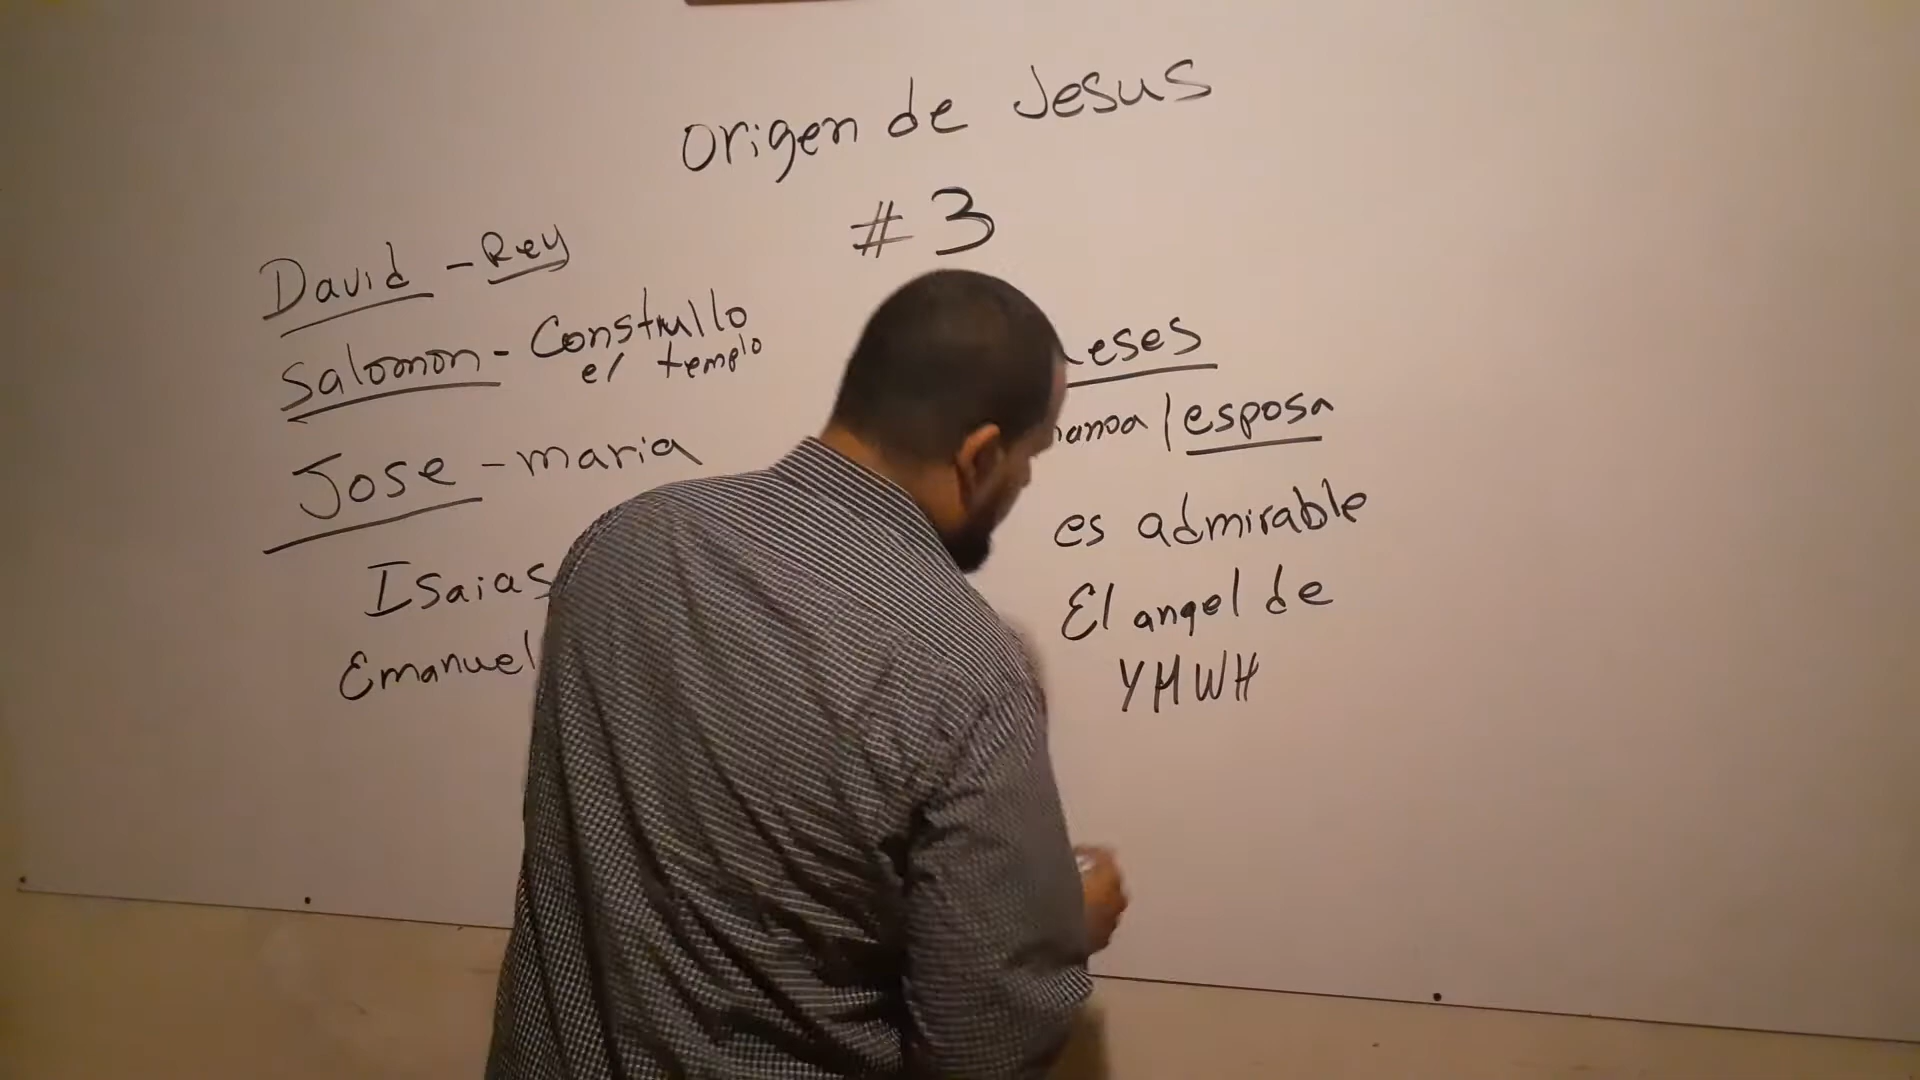 Origen de Jesus
# 3
David - Rey
Salomon - Construllo
el templo
Jose - maria
Isaias
Emanuel
eses
anoa | esposa
es admirable
El angel de
YHWH